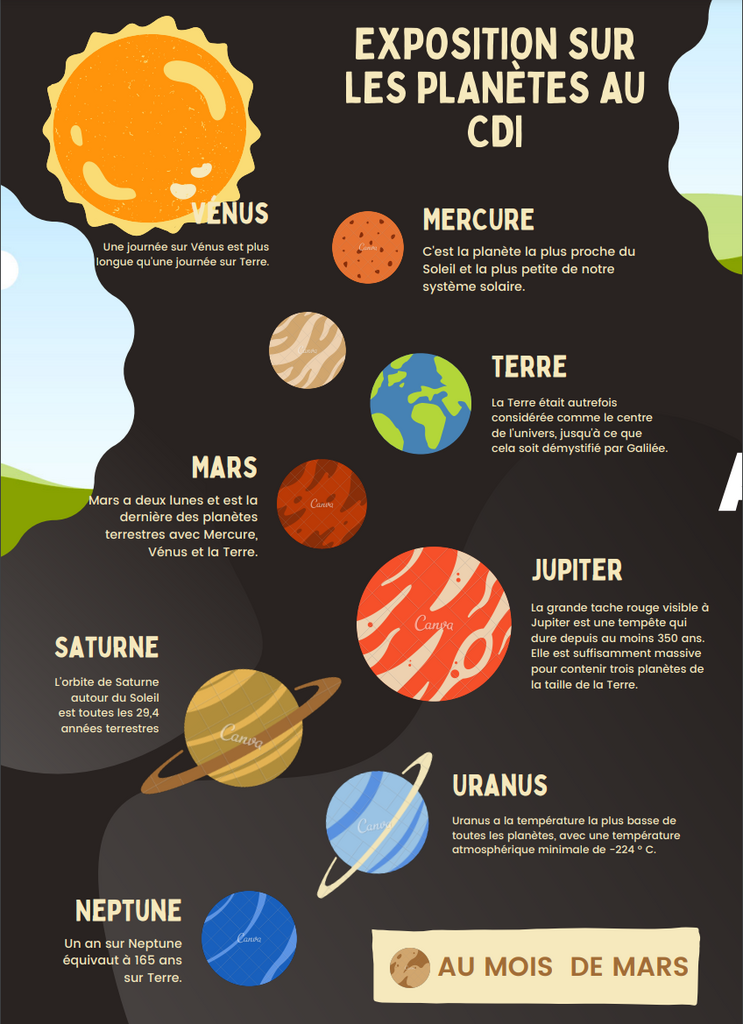 EXPOSITION SUR
LES PLANÈTES AU
CDI
VÉNUS
Une journée sur Vénus est plus
longue qu'une journée sur Terre.
MERCURE
C'est la planète la plus proche du
Soleil et la plus petite de notre
système solaire.
Canva
Canva
TERRE
La Terre était autrefois
considérée comme le centre
de l'univers, jusqu'à ce que
cela soit démystifié par Galilée.
MARS
Mars a deux lunes et est la
dernière des planètes
terrestres avec Mercure,
Vénus et la Terre.
Canva
A
JUPITER
La grande tache rouge visible à
Jupiter est une tempête qui
dure depuis au moins 350 ans.
Elle est suffisamment massive
pour contenir trois planètes de
la taille de la Terre.
Canva
SATURNE
L'orbite de Saturne
autour du Soleil
est toutes les 29,4
années terrestres
Canva
URANUS
Uranus a la température la plus basse de
toutes les planètes, avec une température
atmosphérique minimale de -224 ° C.
Canva
NEPTUNE
Un an sur Neptune
équivaut à 165 ans
sur Terre.
Canva
AU MOIS DE MARS